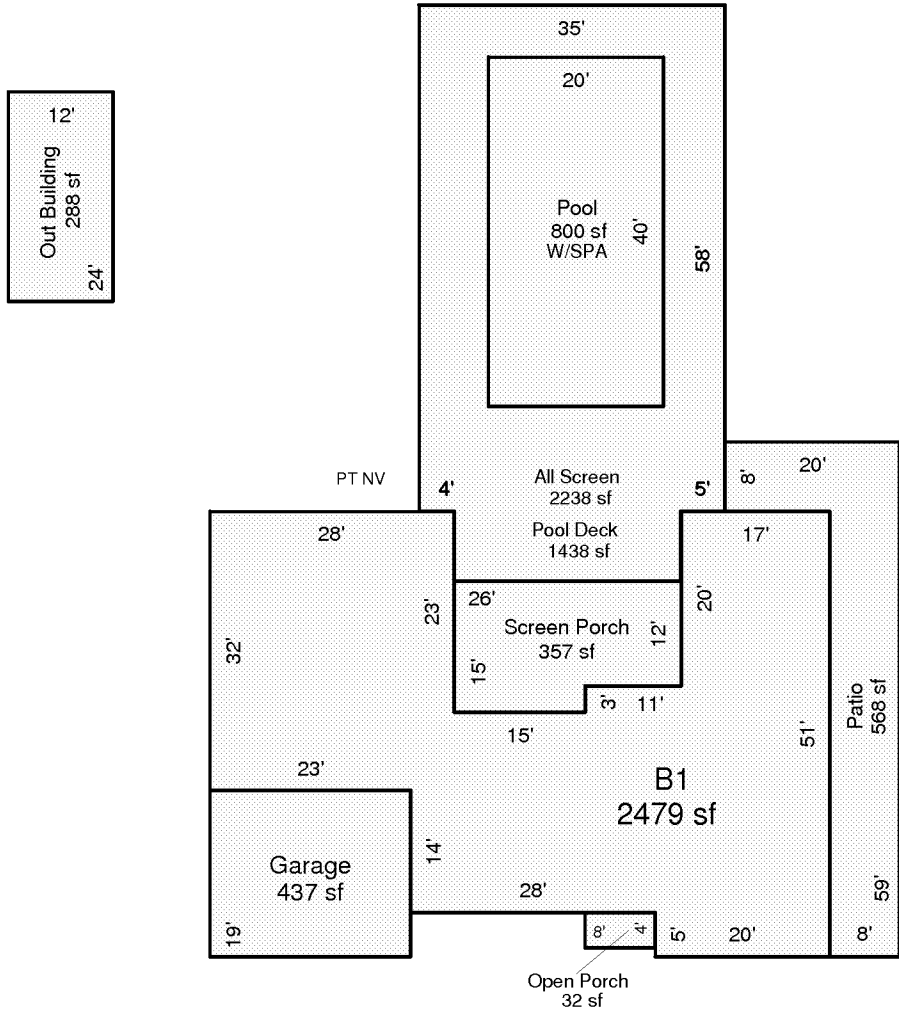 35'
20'
Pool
800 sf
W/SPA
40'
58'
12'
Out Building
288 sf
24'
PT NV
4'
All Screen
2238 sf
5'
Pool Deck
1438 sf
8'
20'
28'
17'
32'
23'
26'
Screen Porch
357 sf
12'
20'
15'
3'
11'
15'
51'
Patio
568 sf
23'
B1
2479 sf
Garage
437 sf
14'
19'
28'
8'
4'
5'
20'
59'
8'
Open Porch
32 sf